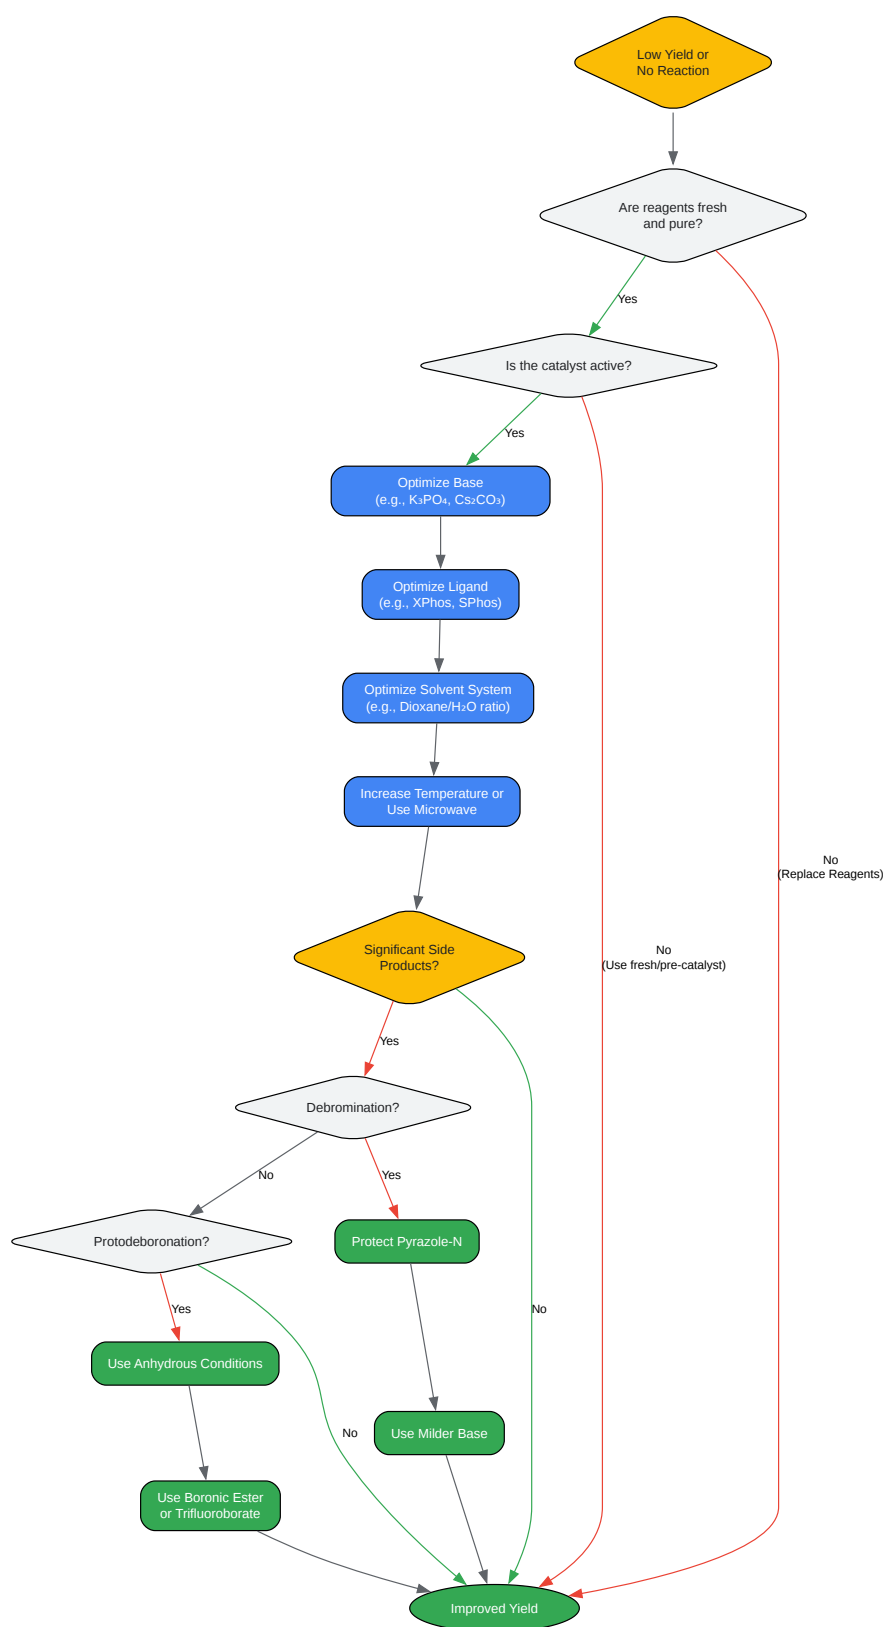 Low Yield or
No Reaction
Are reagents fresh
and pure?
Yes
Is the catalyst active?
Yes
Optimize Base
(e.g., K₃PO₄, Cs₂CO₃)
Optimize Ligand
(e.g., XPhos, SPhos)
Optimize Solvent System
(e.g., Dioxane/H₂O ratio)
Increase Temperature or
Use Microwave
No
(Replace Reagents)
Significant Side
Products?
No
(Use fresh/pre-catalyst)
Yes
Debromination?
No
Yes
Protodeboronation?
Protect Pyrazole-N
Yes
No
Use Anhydrous Conditions
No
Use Milder Base
Use Boronic Ester
or Trifluoroborate
Improved Yield